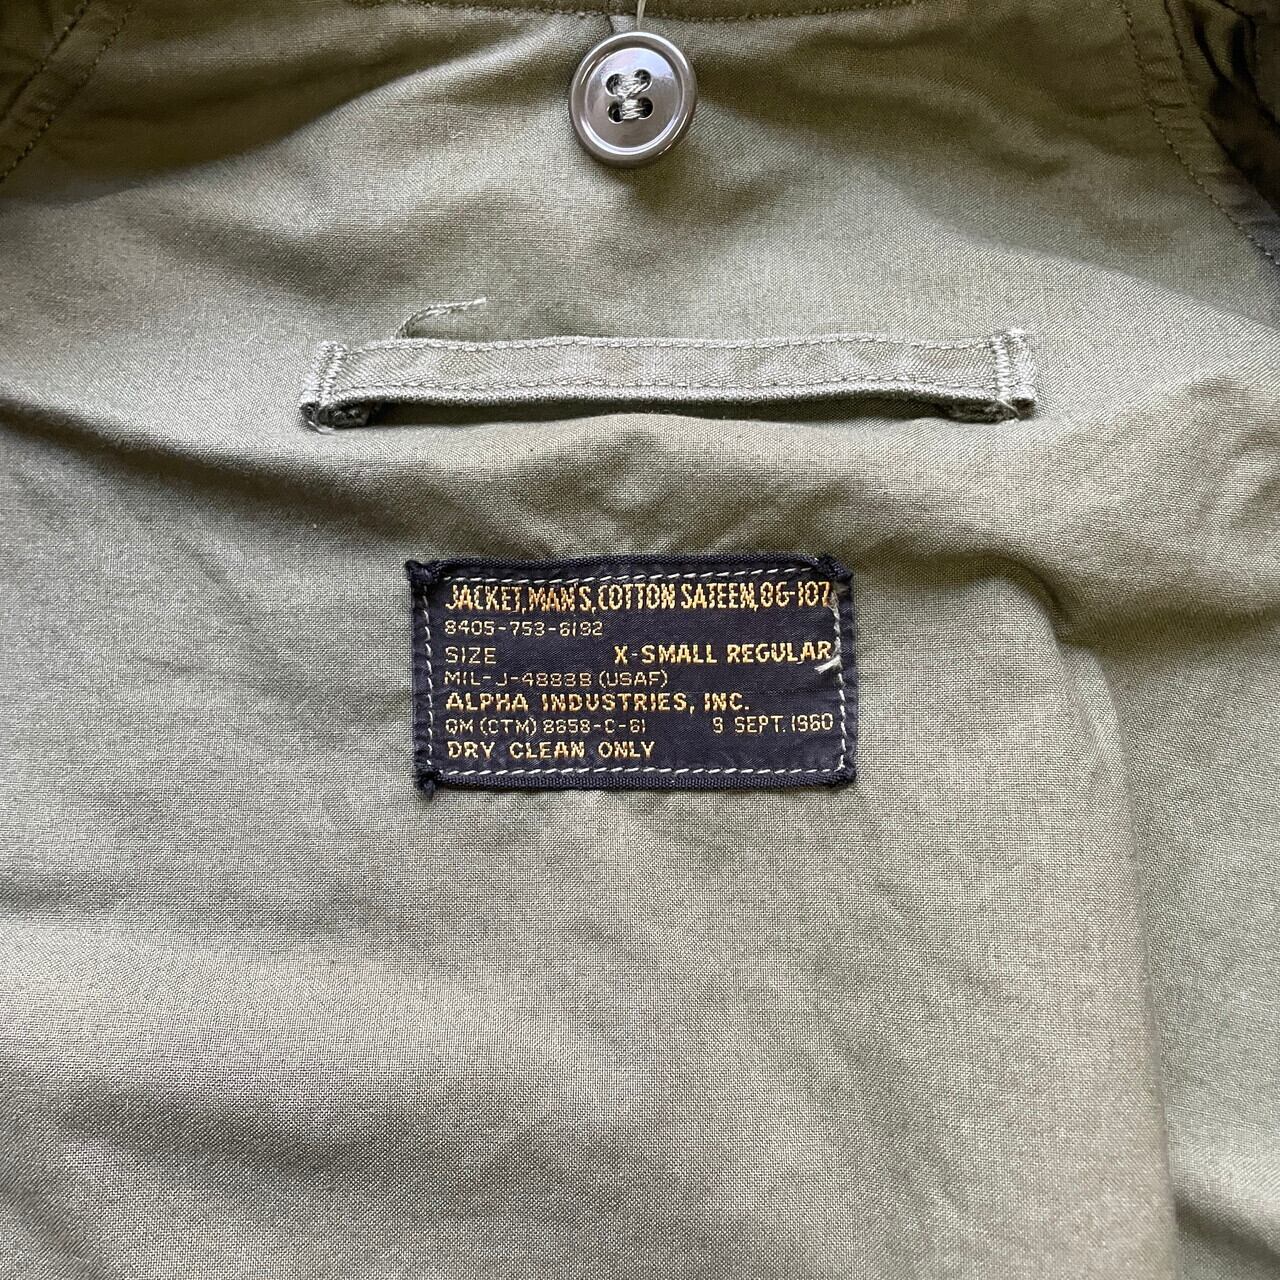 JACKET, MAN'S, COTTON SATEEN, OG-107
8405-753-6192
SIZE X-SMALL REGULAR
MIL-J-4883B (USAF)
ALPHA INDUSTRIES, INC.
QM (CTM) 8658-C-61 9 SEPT. 1960
DRY CLEAN ONLY